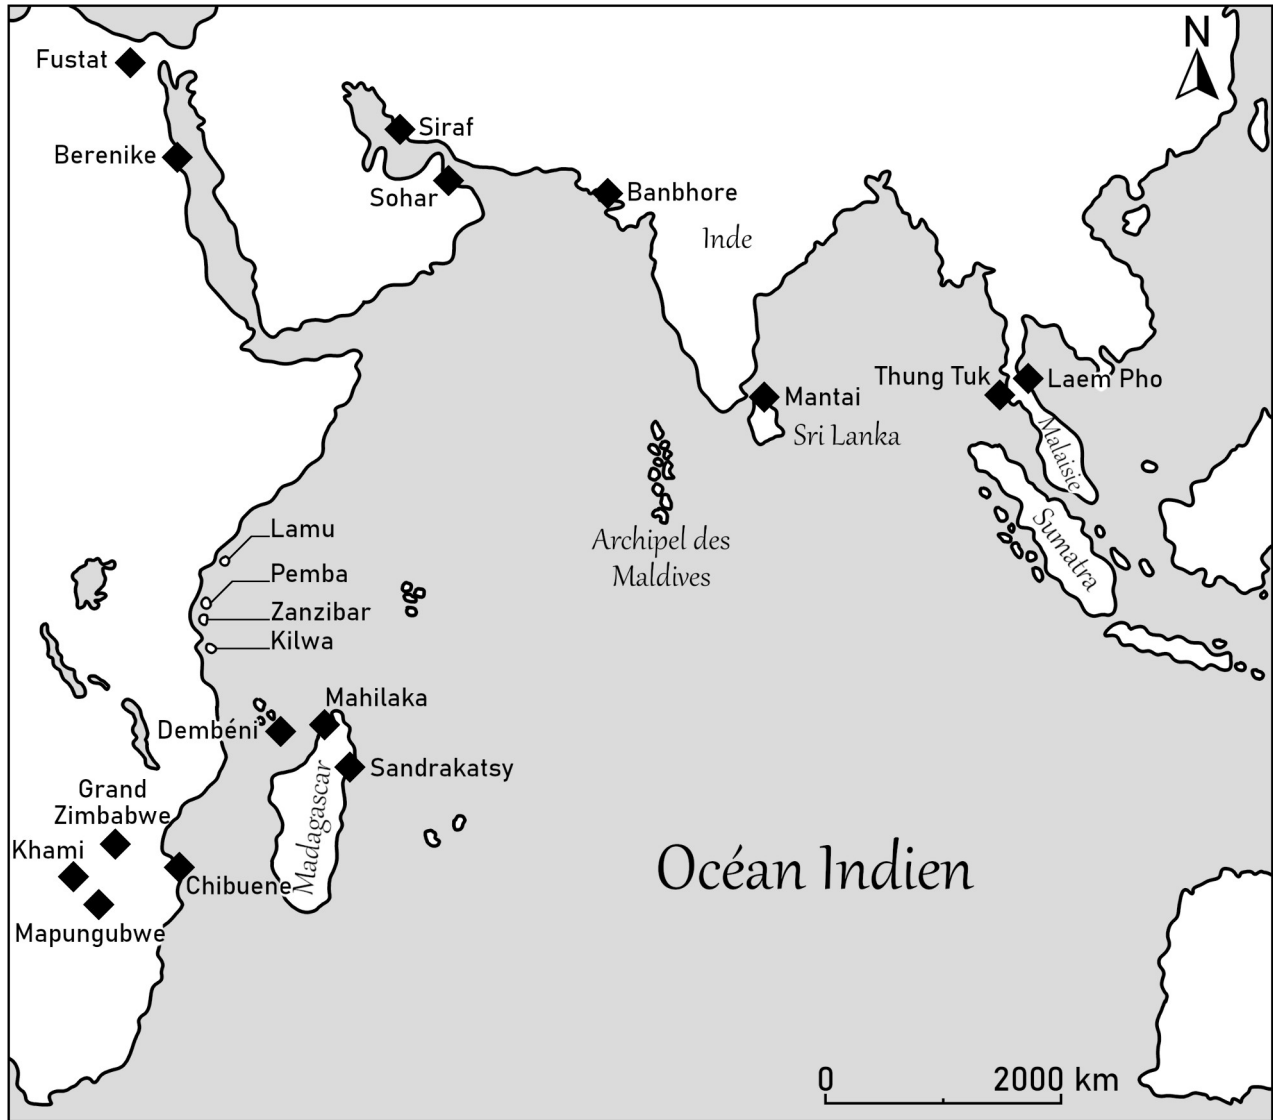 N
Fustat
Siraf
Berenike
Sohar
Banbhore
Inde
Thung Tuk
Laem Pho
Mantai
Sri Lanka
Malaisie
Sumatra
Archipel des
Maldives
Lamu
Pemba
Zanzibar
Kilwa
Mahilaka
Dembéni
Sandrakatsy
Madagascar
Grand
Zimbabwe
Khami
Chibuene
Mapungubwe
Océan Indien
0 2000 km